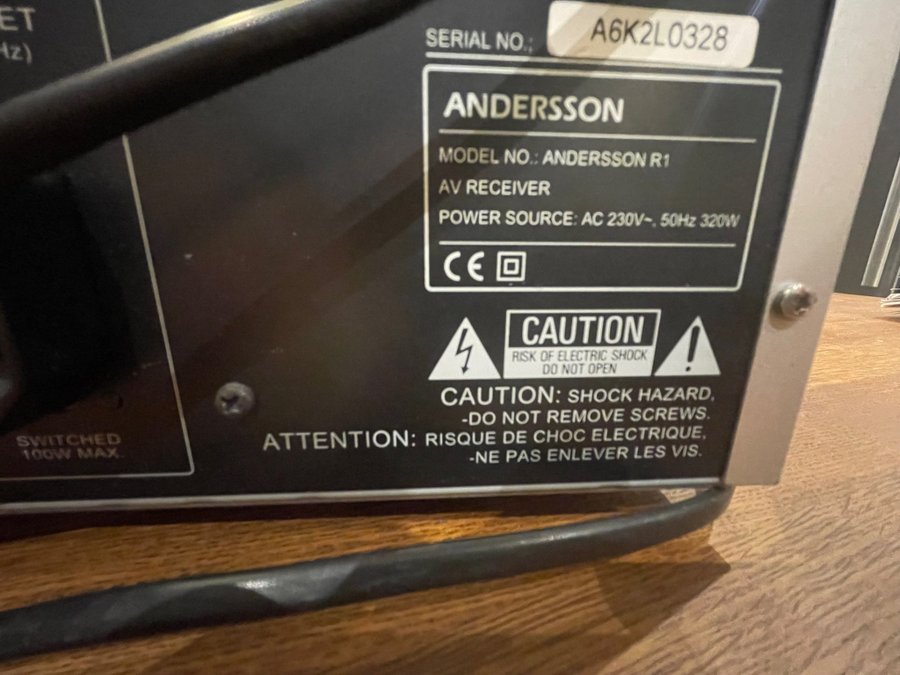 ET
Hz)
SERIAL NO.: A6K2L0328
ANDERSSON
MODEL NO.: ANDERSSON R1
AV RECEIVER
POWER SOURCE: AC 230V~, 50Hz 320W
CE
CAUTION
RISK OF ELECTRIC SHOCK
DO NOT OPEN
CAUTION: SHOCK HAZARD,
-DO NOT REMOVE SCREWS.
ATTENTION: RISQUE DE CHOC ELECTRIQUE,
-NE PAS ENLEVER LES VIS.
SWITCHED
100W MAX.